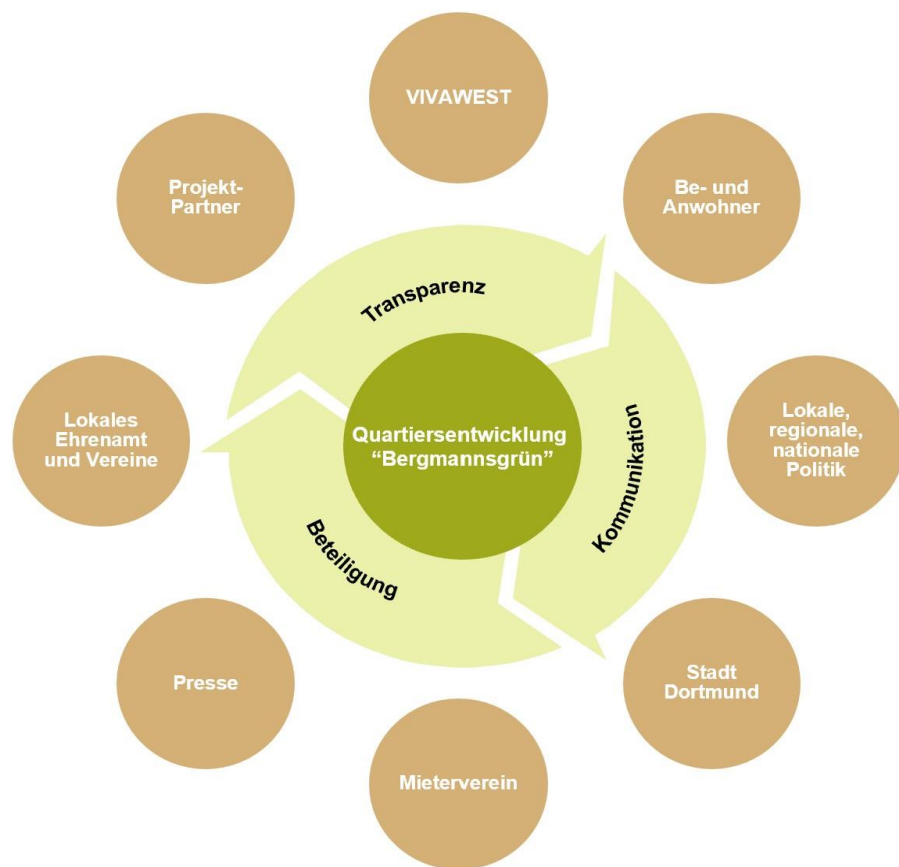 VIVAWEST
Projekt-
Partner
Be- und
Anwohner
Transparenz
Lokales
Ehrenamt
und Vereine
Quartiersentwicklung
“Bergmannsgrün”
Kommunikation
Lokale,
regionale,
nationale
Politik
Beteiligung
Presse
Stadt
Dortmund
Mieterverein